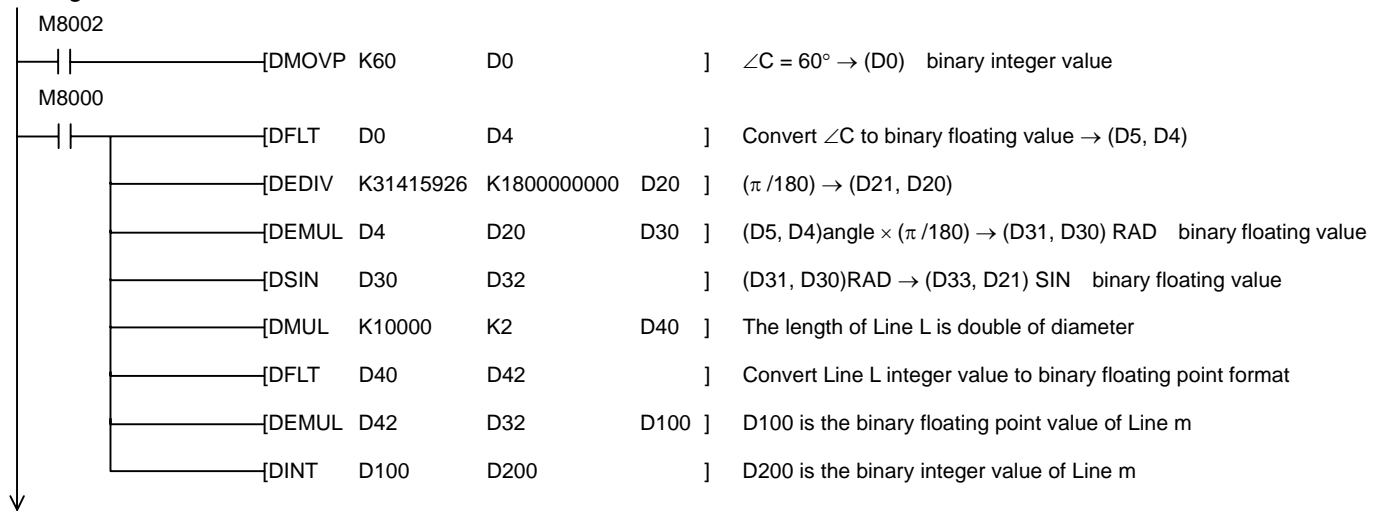 M8002
[DMOVP K60 D0 ] ∠C = 60° → (D0) binary integer value
M8000
[DFLT D0 D4 ] Convert ∠C to binary floating value → (D5, D4)
[DEDIV K31415926 K1800000000 D20 ] (π /180) → (D21, D20)
[DEMUL D4 D20 D30 ] (D5, D4)angle × (π /180) → (D31, D30) RAD binary floating value
[DSIN D30 D32 ] (D31, D30)RAD → (D33, D21) SIN binary floating value
[DMUL K10000 K2 D40 ] The length of Line L is double of diameter
[DFLT D40 D42 ] Convert Line L integer value to binary floating point format
[DEMUL D42 D32 D100 ] D100 is the binary floating point value of Line m
[DINT D100 D200 ] D200 is the binary integer value of Line m